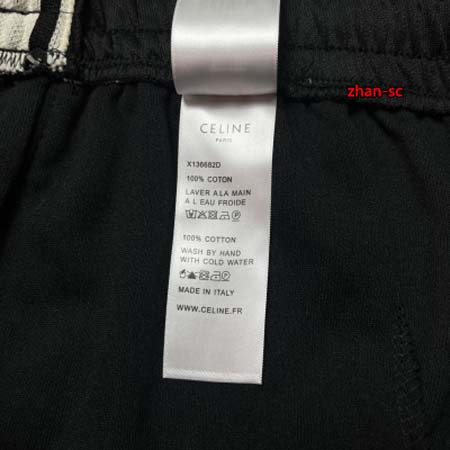 zhan-sc
CELINE
PARIS
X136682D
100% COTON
LAVER A LA MAIN
A L EAU FROIDE
100% COTTON
WASH BY HAND
WITH COLD WATER
MADE IN ITALY
WWW.CELINE.FR